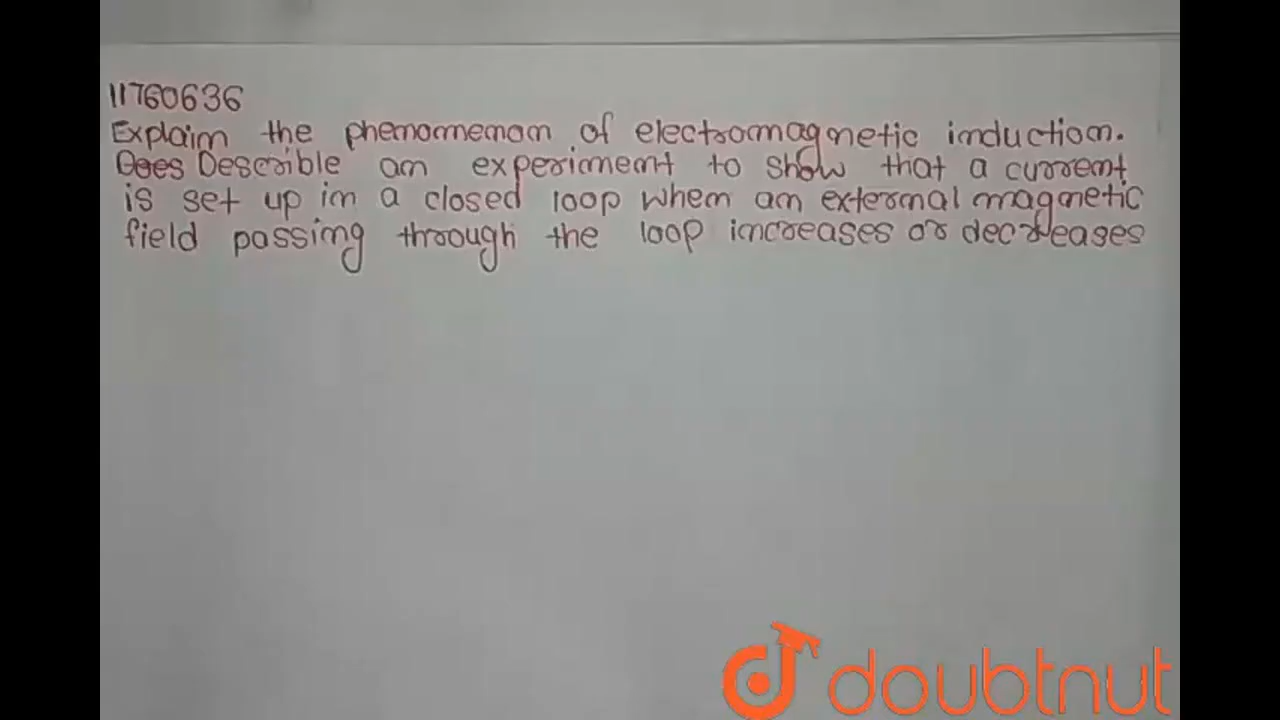 11760636
Explain the phenomenon of electromagnetic induction.
Does Describle an experiment to show that a current
is set up in a closed loop when an external magnetic
field passing through the loop increases or decreases
doubtnut